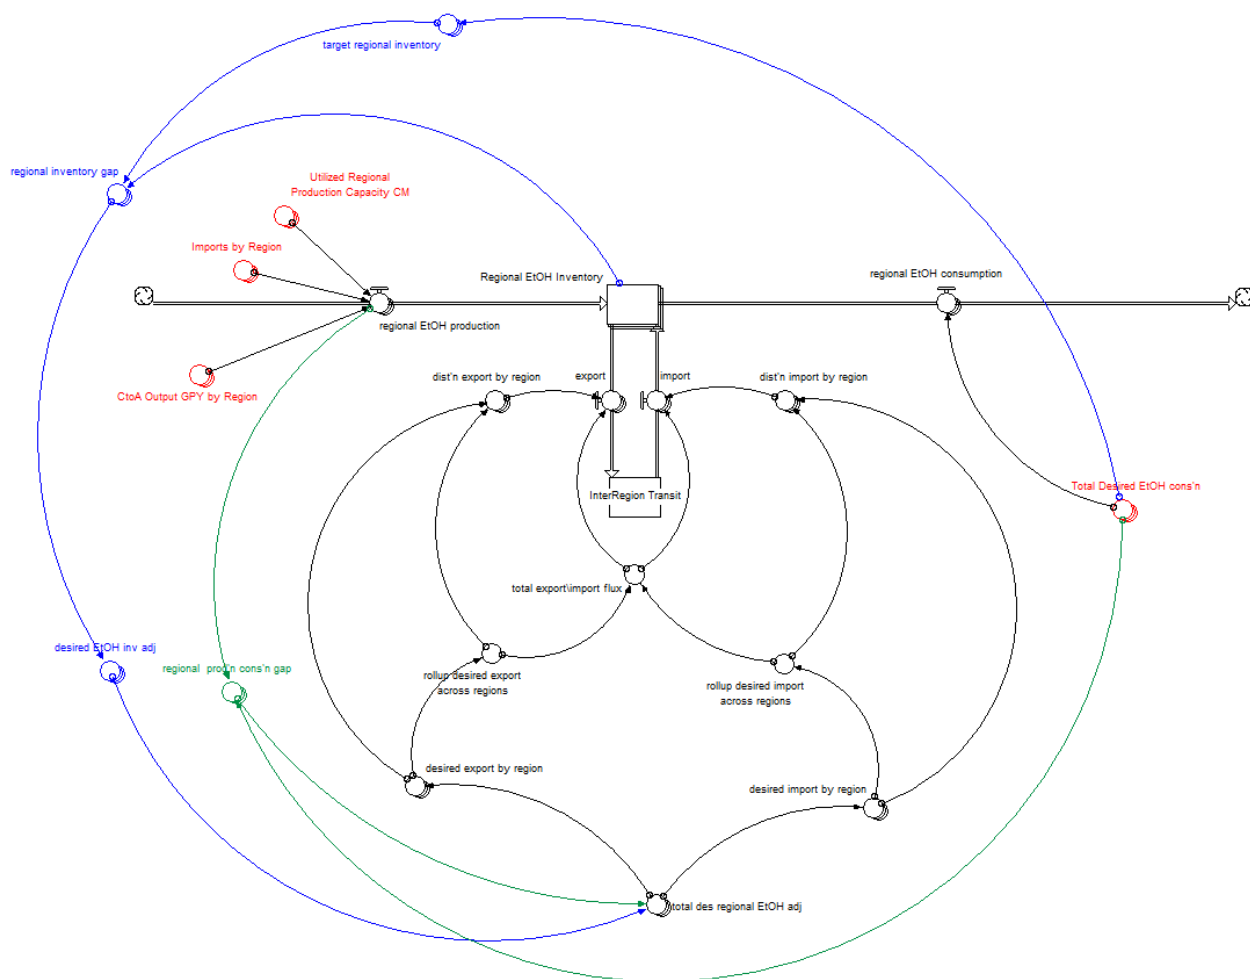 target regional inventory
regional inventory gap
Utilized Regional
Production Capacity CM
Imports by Region
Regional EtOH Inventory
regional EtOH consumption
regional EtOH production
CtoA Output GPY by Region
dist'n export by region
export
import
dist'n import by region
InterRegion Transit
Total Desired EtOH cons'n
total export\import flux
desired EtOH inv adj
regional  prod'n cons'n gap
rollup desired export
across regions
rollup desired import
across regions
desired export by region
desired import by region
total des regional EtOH adj